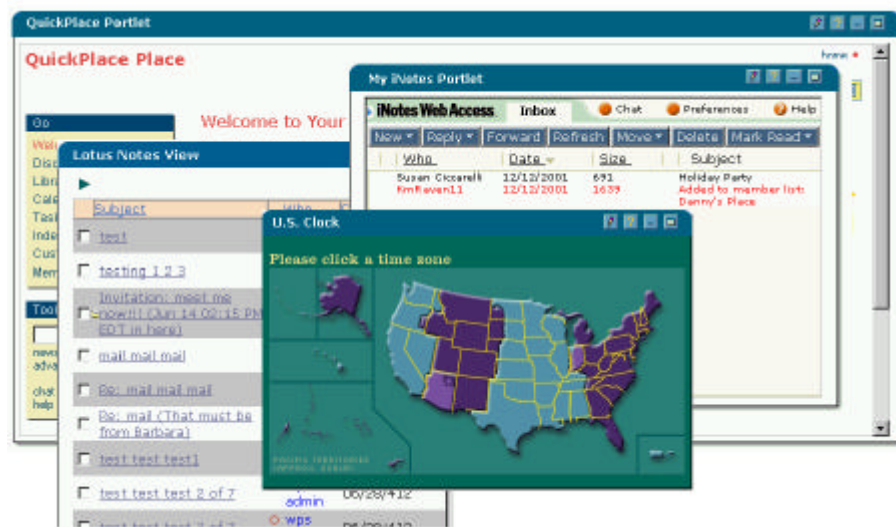 QuickPlace Portlet
QuickPlace Place
Welcome to Your
Go
Tool
chat
help
My iNotes Portlet
iNotes Web Access Inbox Chat Preferences Help
New Reply Forward Refresh Move Delete Mark Read
Who Date Size Subject
Susan Ciccarelli 12/12/2001 691 Holiday Party
KmRaven11 12/12/2001 1639 Added to member list:
Danny's Place
Lotus Notes View
Subject Who
test
testing 1 2 3
Invitation: meet me
now!!! (Jun 14 02:15 PM
EDT in here)
mail mail mail
Re: mail mail mail
Re: mail (That must be
from Barbara)
test test test1
test test test 2 of 7
admin 06/28/412
wps
U.S. Clock
Please click a time zone